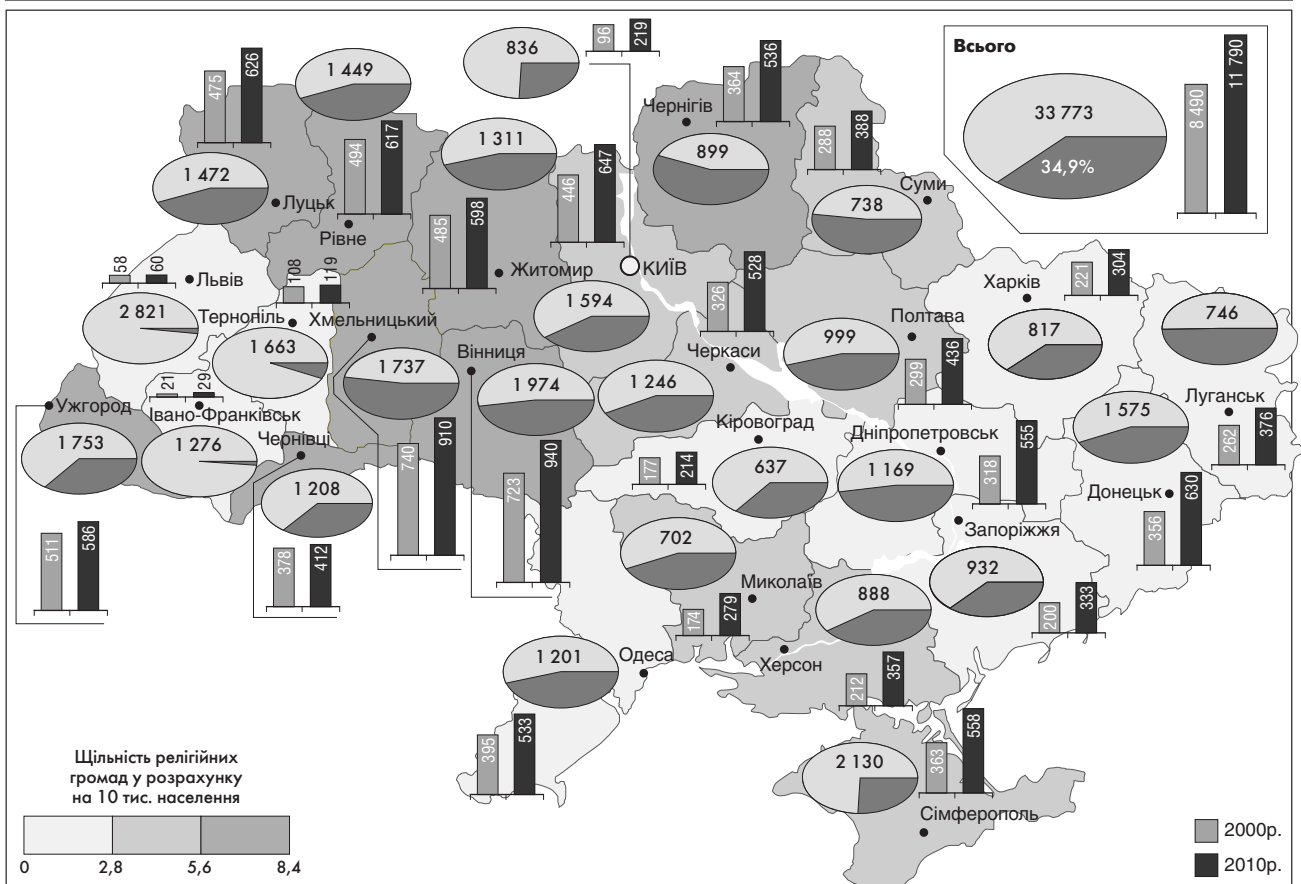 836
96
219
Всього
33 773
34,9%
8 490
11 790
1 449
475
626
364
536
Чернігів
899
288
388
1 311
494
617
1 472
Луцьк
Рівне
446
647
738
Суми
485
598
Житомир
КИЇВ
58
60
Львів
108
119
2 821
Тернопіль
1 663
Хмельницький
1 737
Вінниця
1 974
1 594
326
528
Черкаси
1 246
Харків
221
304
817
746
Полтава
999
299
436
Ужгород
1 753
21
29
Івано-Франківськ
1 276
Чернівці
1 208
Луганськ
262
376
1 575
Кіровоград
177
214
637
Дніпропетровськ
1 169
318
555
Донецьк
356
630
740
910
723
940
511
586
378
412
702
Миколаїв
174
279
Запоріжжя
932
200
333
888
Херсон
212
357
1 201
Одеса
395
533
363
558
2 130
Сімферополь
Щільність релігійних
громад у розрахунку
на 10 тис. населення
0
2,8
5,6
8,4
2000р.
2010р.